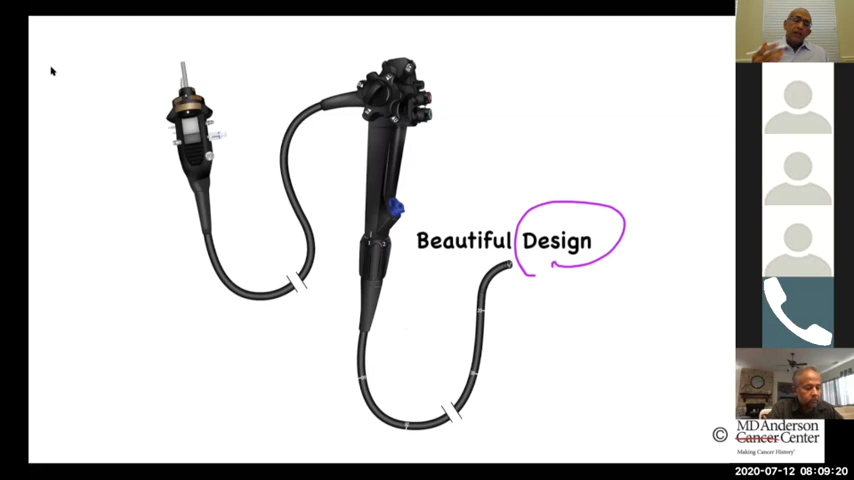 Beautiful Design
© MD Anderson
Cancer Center
Making Cancer History®
2020-07-12 08:09:20